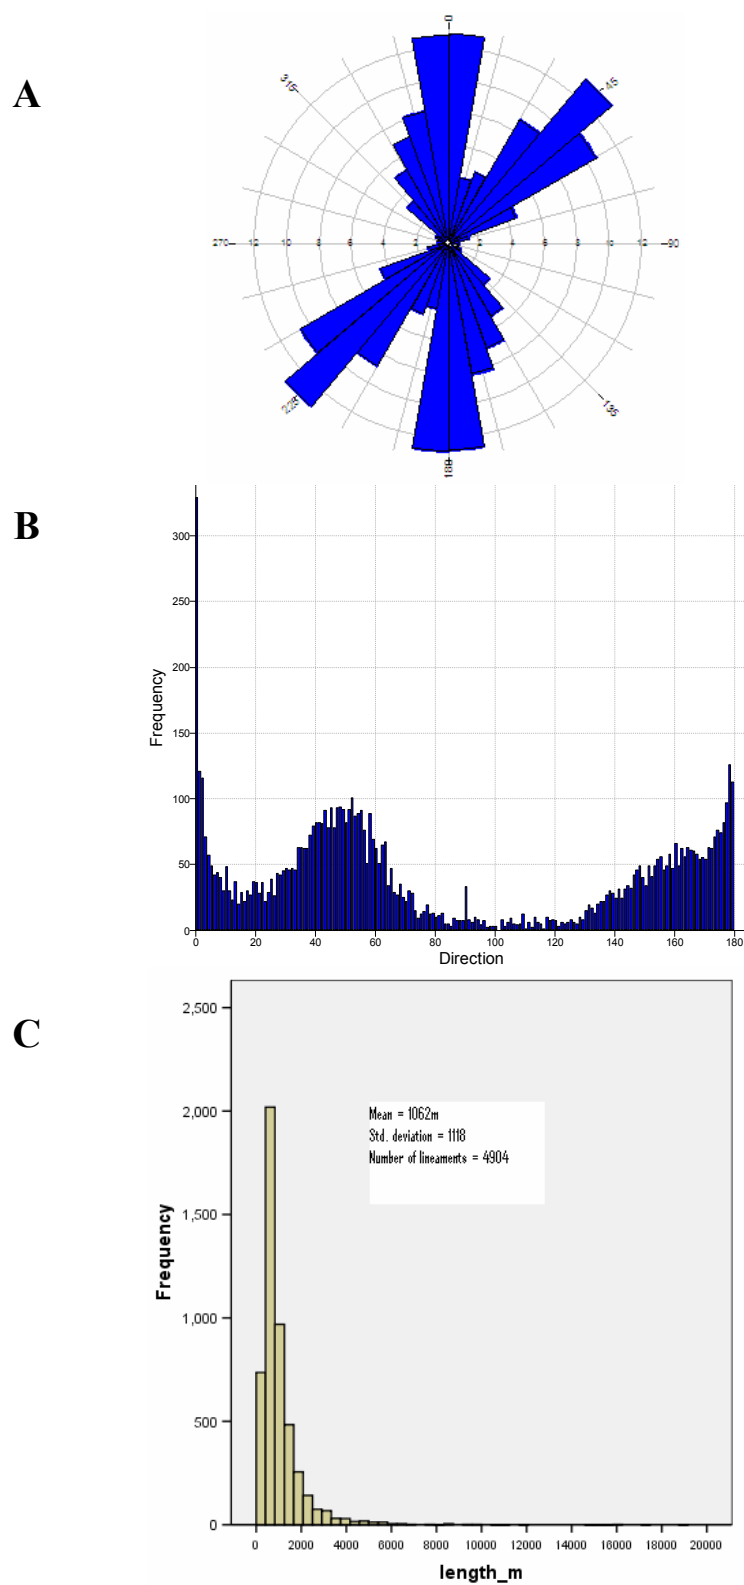 A
0
315
45
270 12 10 8 6 4 2 2 4 6 8 10 12 90
225
135
180
B
300
250
200
150
100
50
0
Frequency
0 20 40 60 80 100 120 140 160 180
Direction
C
2,500
2,000
1,500
1,000
500
0
Frequency
Mean = 1062m
Std. deviation = 1118
Number of lineaments = 4904
0 2000 4000 6000 8000 10000 12000 14000 16000 18000 20000
length_m